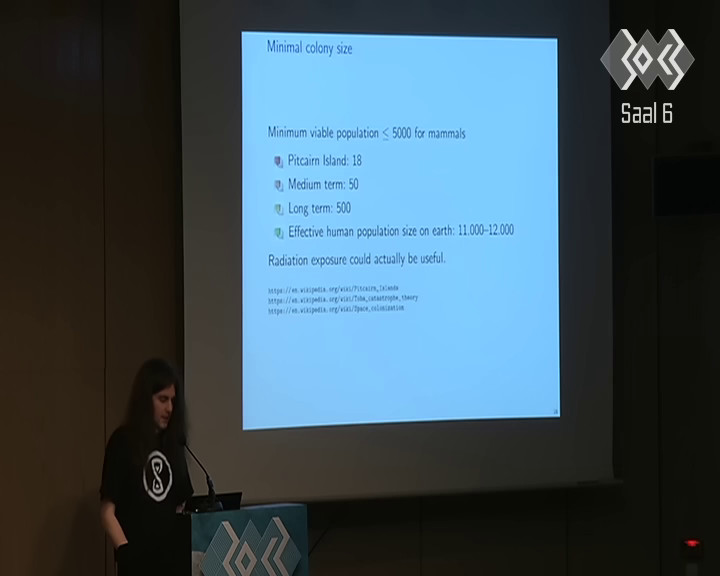 Minimal colony size
Saal 6
Minimum viable population ≤ 5000 for mammals
Pitcairn Island: 18
Medium term: 50
Long term: 500
Effective human population size on earth: 11.000–12.000
Radiation exposure could actually be useful.
https://en.wikipedia.org/wiki/Pitcairn_Islands
https://en.wikipedia.org/wiki/Toba_catastrophe_theory
https://en.wikipedia.org/wiki/Space_colonization